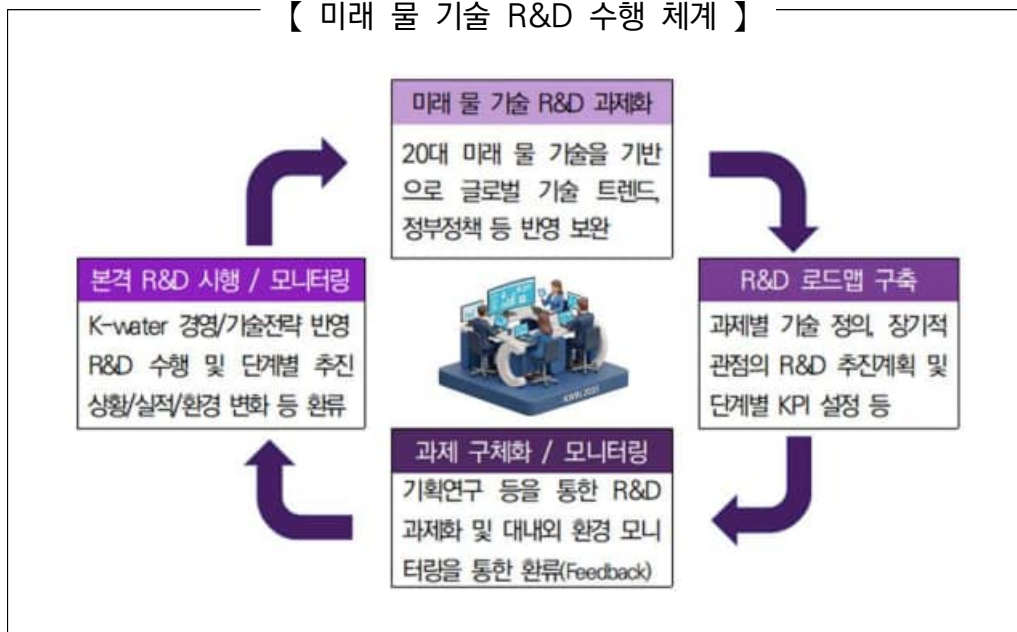 【 미래 물 기술 R&D 수행 체계 】
미래 물 기술 R&D 과제화
20대 미래 물 기술을 기반
으로 글로벌 기술 트렌드,
정부정책 등 반영 보완
R&D 로드맵 구축
과제별 기술 정의, 장기적
관점의 R&D 추진계획 및
단계별 KPI 설정 등
과제 구체화 / 모니터링
기획연구 등을 통한 R&D
과제화 및 대내외 환경 모니
터링을 통한 환류(Feedback)
본격 R&D 시행 / 모니터링
K-water 경영/기술전략 반영
R&D 수행 및 단계별 추진
상황/실적/환경 변화 등 환류